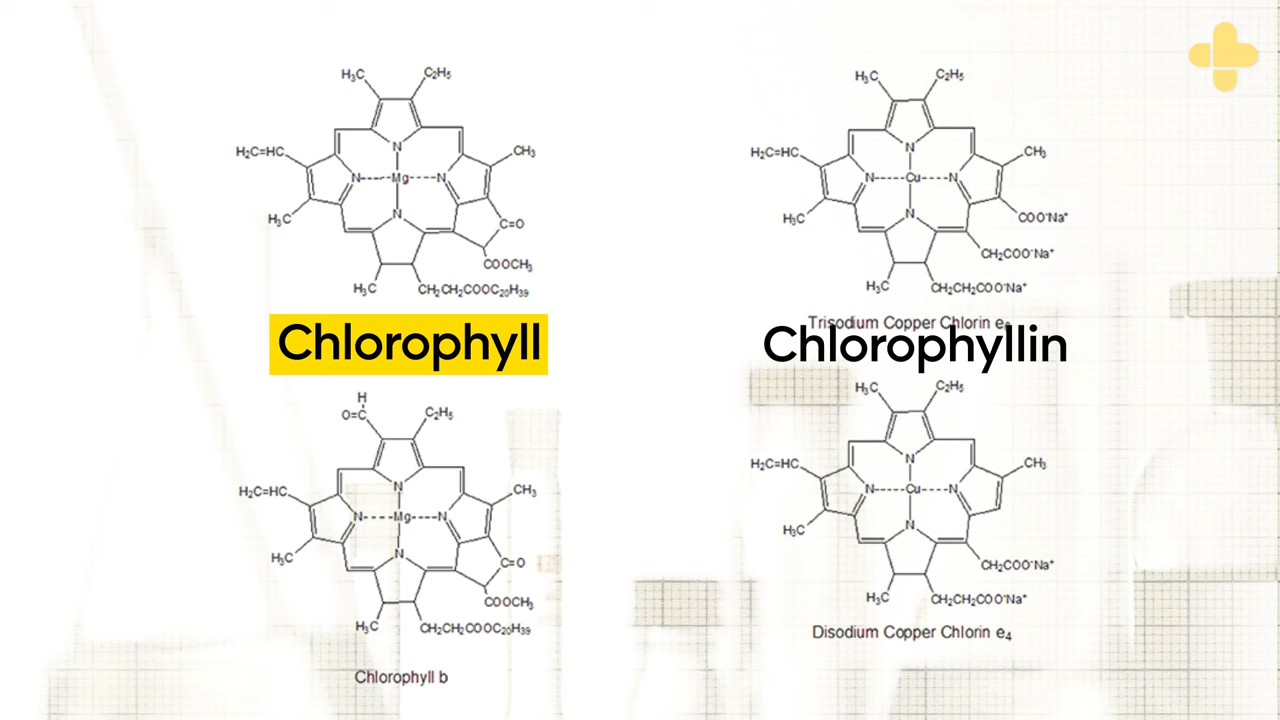 H₃C C₂H₅
N
H₂C=HC CH₃
N Mg N
N
H₃C C=O
COOCH₃
H₃C CH₂CH₂COOC₂₀H₃₉
Chlorophyll
H
O=C C₂H₅
N
H₂C=HC CH₃
N Mg N
N
H₃C C=O
COOCH₃
H₃C CH₂CH₂COOC₂₀H₃₉
Chlorophyll b
H₃C C₂H₅
N
H₂C=HC CH₃
N Cu N
N
H₃C COO⁻Na⁺
CH₂COO⁻Na⁺
H₃C CH₂CH₂COO⁻Na⁺
Trisodium Copper Chlorin
Chlorophyllin
H₃C C₂H₅
N
H₂C=HC CH₃
N Cu N
N
H₃C
CH₂COO⁻Na⁺
H₃C CH₂CH₂COO⁻Na⁺
Disodium Copper Chlorin e₄